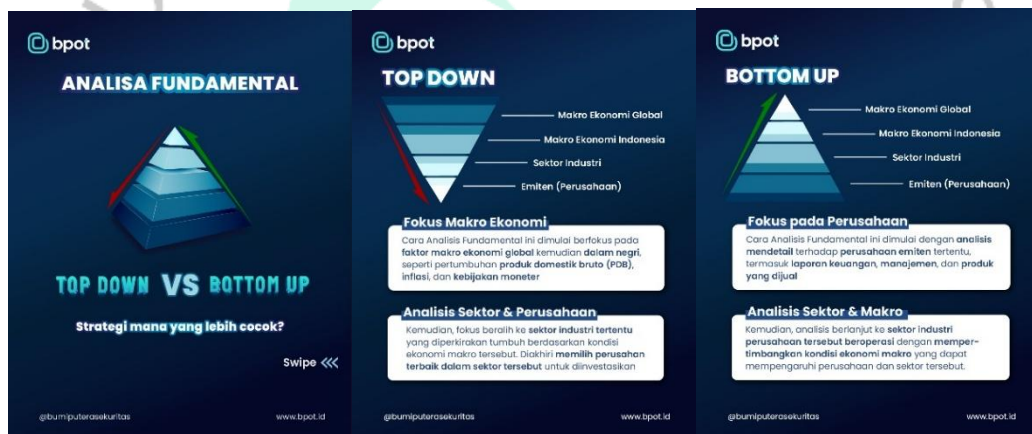 bpot
ANALISA FUNDAMENTAL
TOP DOWN VS BOTTOM UP
Strategi mana yang lebih cocok?
Swipe
@bumiputerasekuritas
www.bpot.id
bpot
TOP DOWN
Makro Ekonomi Global
Makro Ekonomi Indonesia
Sektor Industri
Emiten (Perusahaan)
Fokus Makro Ekonomi
Cara Analisis Fundamental ini dimulai berfokus pada
faktor makro ekonomi global kemudian dalam negri,
seperti pertumbuhan produk domestik bruto (PDB),
inflasi, dan kebijakan moneter
Analisis Sektor & Perusahaan
Kemudian, fokus beralih ke sektor industri tertentu
yang diperkirakan tumbuh berdasarkan kondisi
ekonomi makro tersebut. Diakhiri memilih perusahan
terbaik dalam sektor tersebut untuk diinvestasikan
@bumiputerasekuritas
www.bpot.id
bpot
BOTTOM UP
Makro Ekonomi Global
Makro Ekonomi Indonesia
Sektor Industri
Emiten (Perusahaan)
Fokus pada Perusahaan
Cara Analisis Fundamental ini dimulai dengan analisis
mendetail terhadap perusahaan emiten tertentu,
termasuk laporan keuangan, manajemen, dan produk
yang dijual
Analisis Sektor & Makro
Kemudian, analisis berlanjut ke sektor industri
perusahaan tersebut beroperasi dengan memper-
timbangkan kondisi ekonomi makro yang dapat
mempengaruhi perusahaan dan sektor tersebut.
@bumiputerasekuritas
www.bpot.id